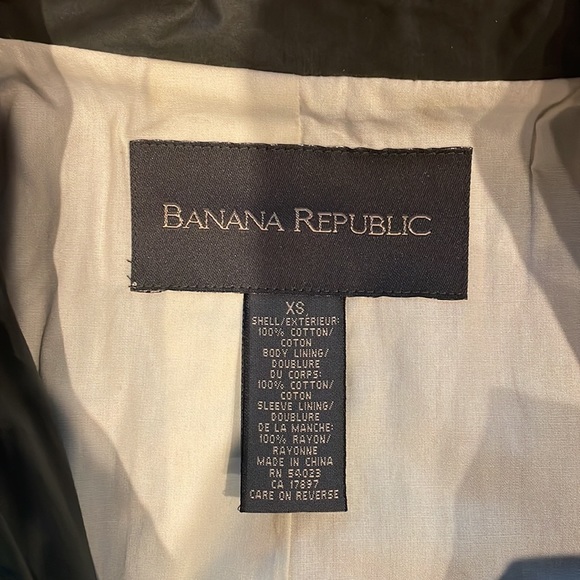 BANANA REPUBLIC
XS
SHELL/EXTÉRIEUR:
100% COTTON/
COTON
BODY LINING/
DOUBLURE
DU CORPS:
100% COTTON/
COTON
SLEEVE LINING/
DOUBLURE
DE LA MANCHE:
100% RAYON/
RAYONNE
MADE IN CHINA
RN 54023
CA 17897
CARE ON REVERSE